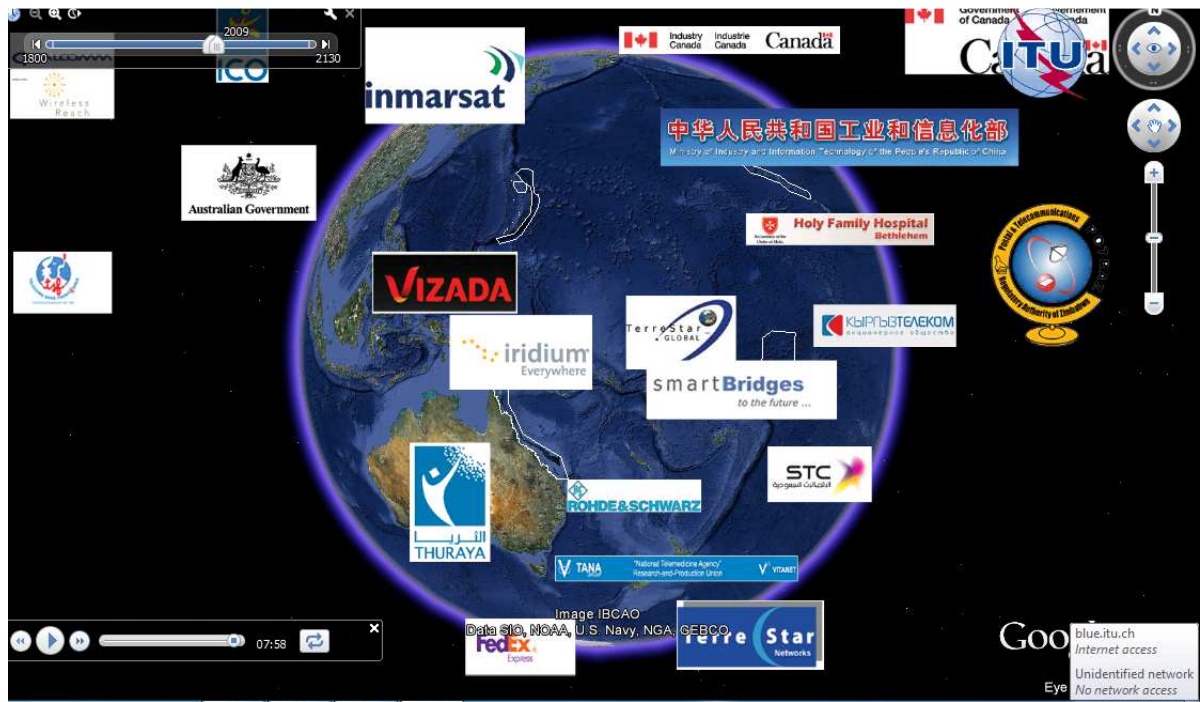 2009
1800
2130
ICO
Wireless
Reach
inmarsat
Industry
Canada
Industrie
Canada
Canada
Government
of Canada
ITU
N
中华人民共和国工业和信息化部
Ministry of Industry and Information Technology of the People's Republic of China
Australian Government
Holy Family Hospital
Bethlehem
Postal & Telecommunications
Regulatory Authority of Zimbabwe
tsf
VIZADA
TerreStar
GLOBAL
КЫРГЫЗТЕЛЕКОМ
акционерное общество
iridium
Everywhere
smartBridges
to the future ...
STC
الاتصالات السعودية
ROHDE & SCHWARZ
الثريا
THURAYA
TANA
"National Telemedicine Agency"
Research-and-Production Union
VITANET
Image IBCAO
Data SIO, NOAA, U.S. Navy, NGA, GEBCO
FedEx
Express
TerreStar
Networks
07:58
Goo
Eye
blue.itu.ch
Internet access
Unidentified network
No network access